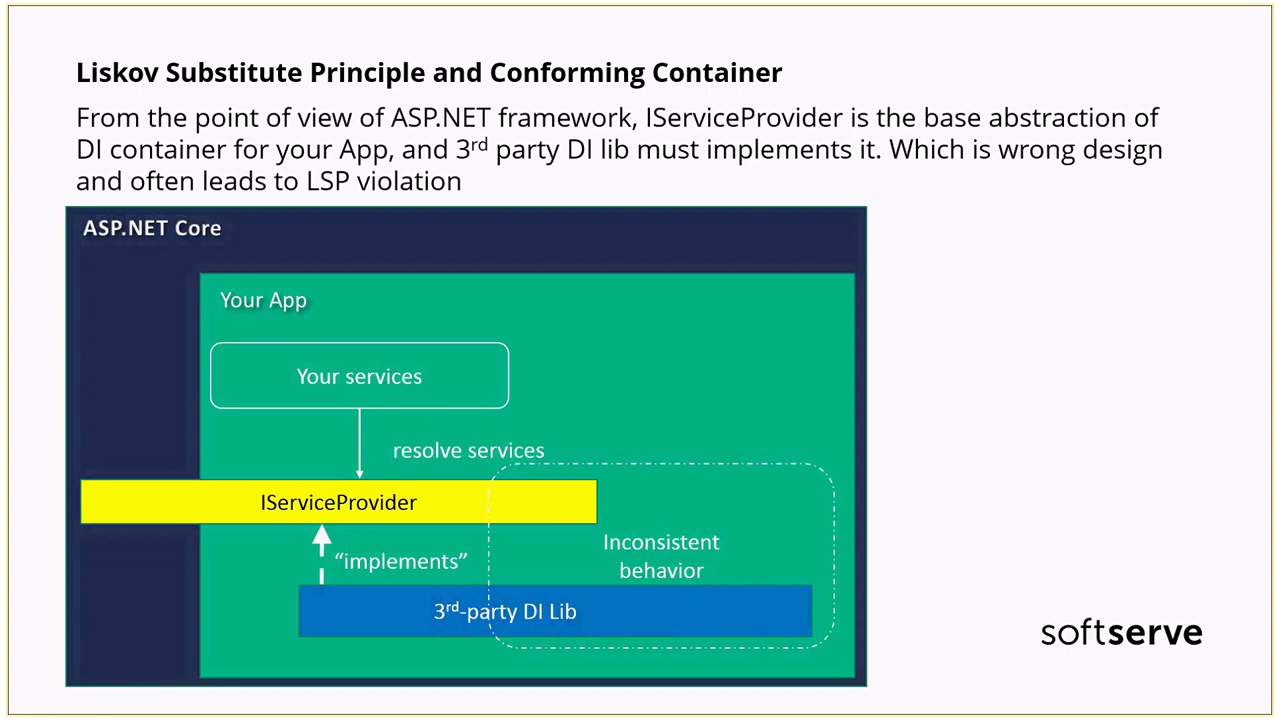 Liskov Substitute Principle and Conforming Container
From the point of view of ASP.NET framework, IServiceProvider is the base abstraction of
DI container for your App, and 3rd party DI lib must implements it. Which is wrong design
and often leads to LSP violation
ASP.NET Core
Your App
Your services
resolve services
IServiceProvider
"implements"
Inconsistent
behavior
3rd-party DI Lib
softserve